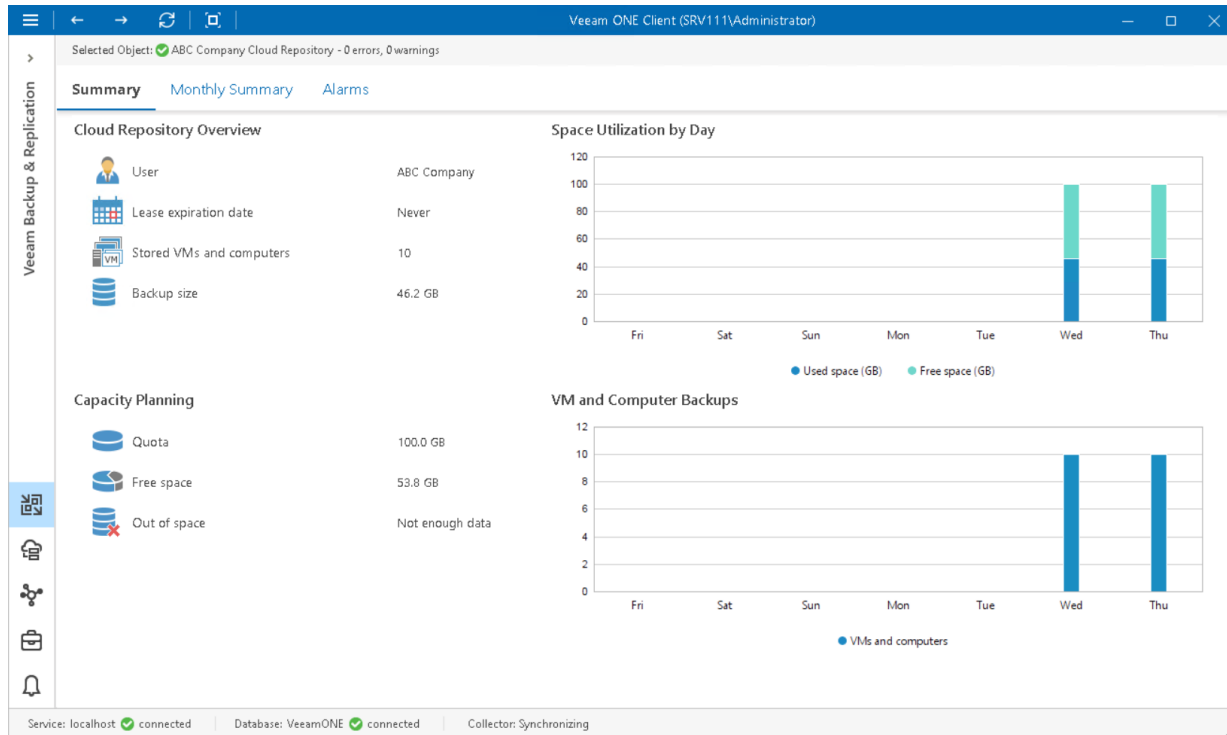 Veeam ONE Client (SRV111\Administrator)
Selected Object: ABC Company Cloud Repository - 0 errors, 0 warnings
Veeam Backup & Replication
Summary Monthly Summary Alarms
Cloud Repository Overview
User ABC Company
Lease expiration date Never
VM
Stored VMs and computers 10
Backup size 46.2 GB
Space Utilization by Day
120
100
80
60
40
20
0
Fri Sat Sun Mon Tue Wed Thu
Used space (GB) Free space (GB)
Capacity Planning
Quota 100.0 GB
Free space 53.8 GB
Out of space Not enough data
VM and Computer Backups
12
10
8
6
4
2
0
Fri Sat Sun Mon Tue Wed Thu
VMs and computers
Service: localhost connected Database: VeeamONE connected Collector: Synchronizing